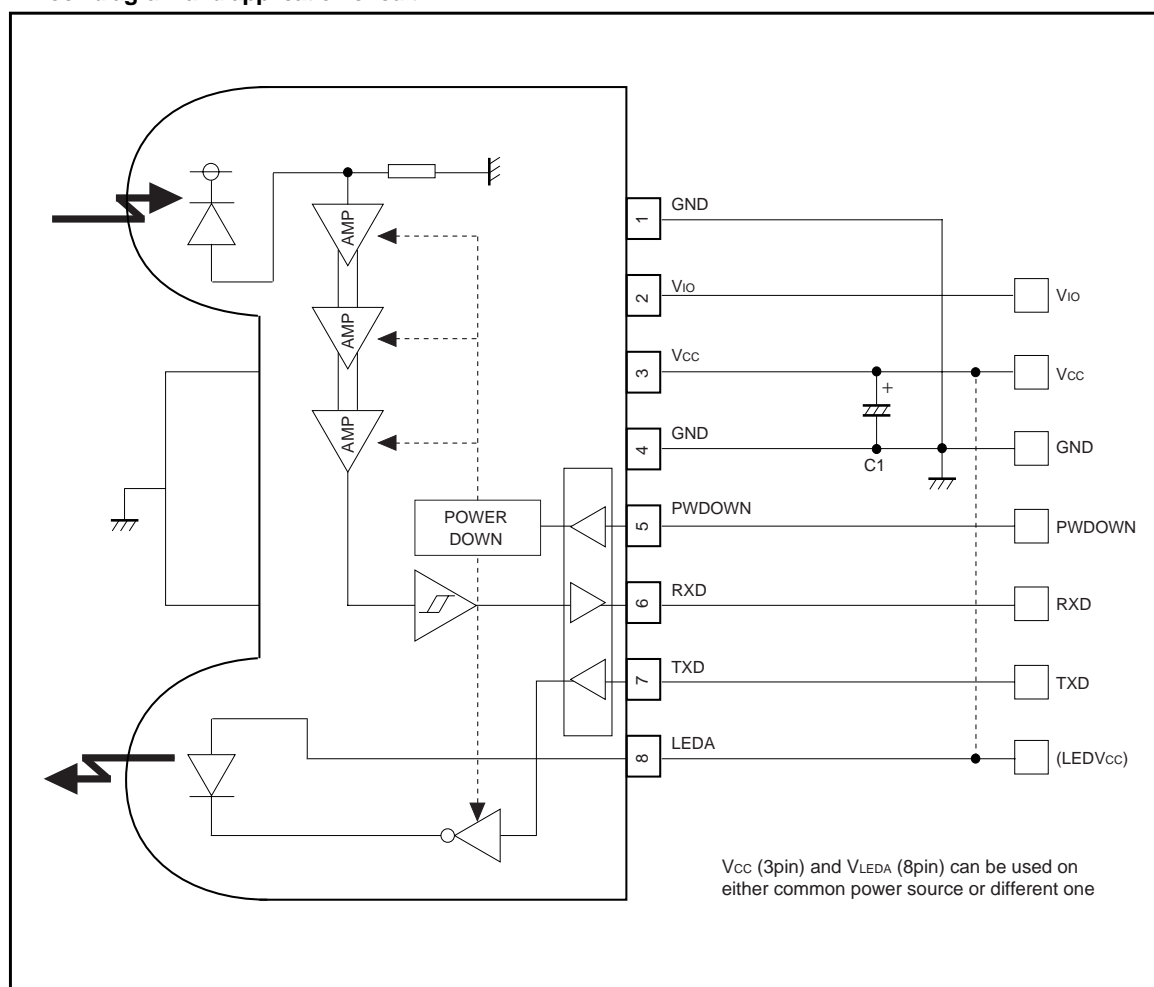 AMP
AMP
AMP
POWER
DOWN
1
GND
2
VIO
VIO
3
VCC
VCC
+
C1
4
GND
GND
5
PWDOWN
PWDOWN
6
RXD
RXD
7
TXD
TXD
8
LEDA
(LEDVCC)
VCC (3pin) and VLEDA (8pin) can be used on
either common power source or different one